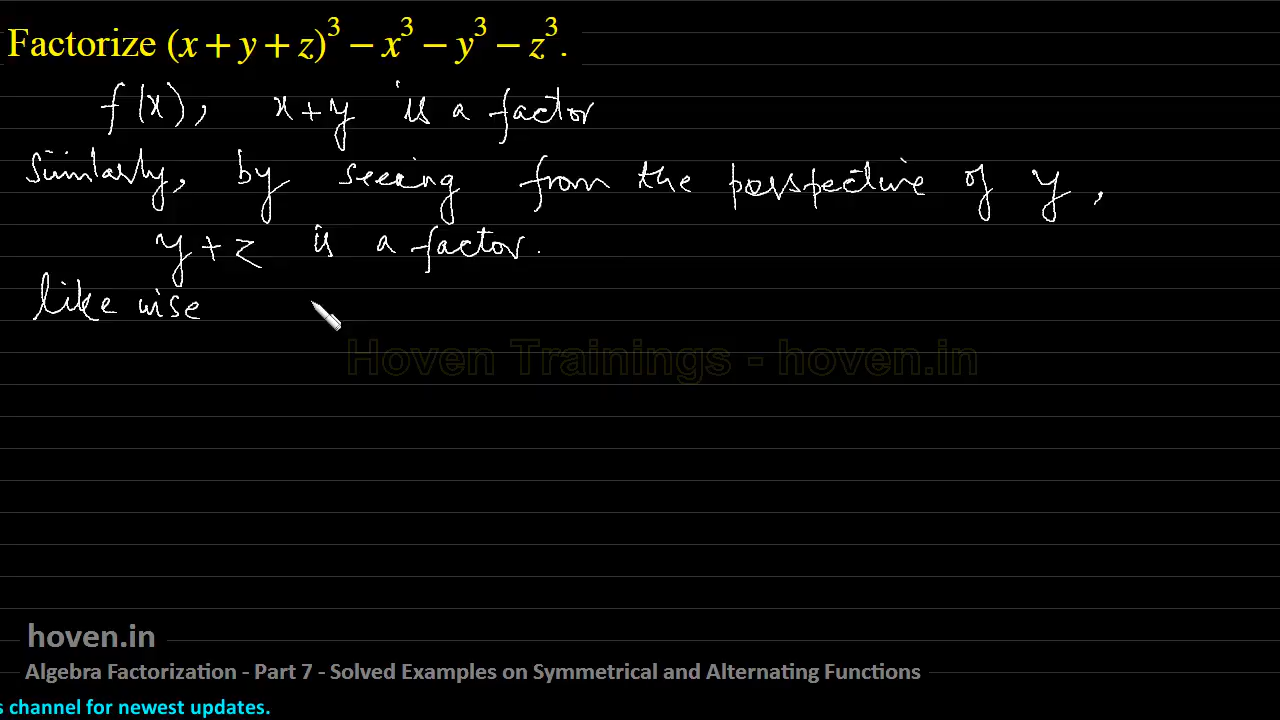 Factorize (x + y + z)³ − x³ − y³ − z³.
f(x), x+y is a factor
Similarly, by seeing from the perspective of y,
y+z is a factor.
like wise
Hoven Trainings - hoven.in
hoven.in
Algebra Factorization - Part 7 - Solved Examples on Symmetrical and Alternating Functions
s channel for newest updates.